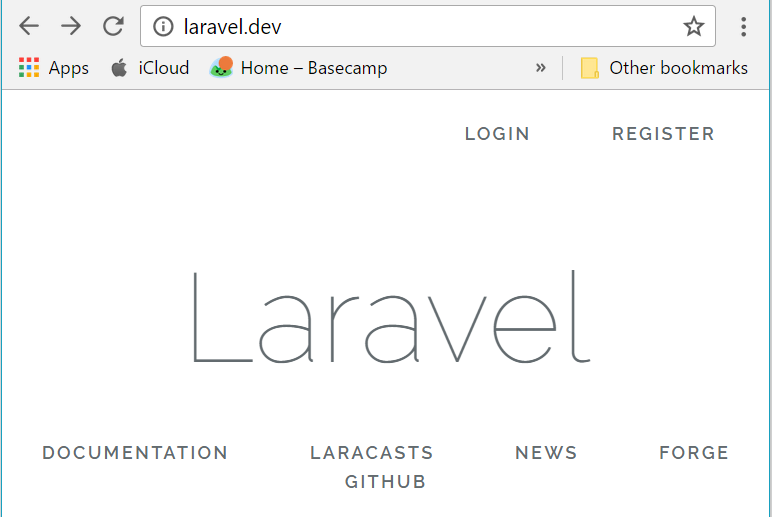 laravel.dev
Apps iCloud Home – Basecamp » Other bookmarks
LOGIN REGISTER
Laravel
DOCUMENTATION LARACASTS NEWS FORGE
GITHUB